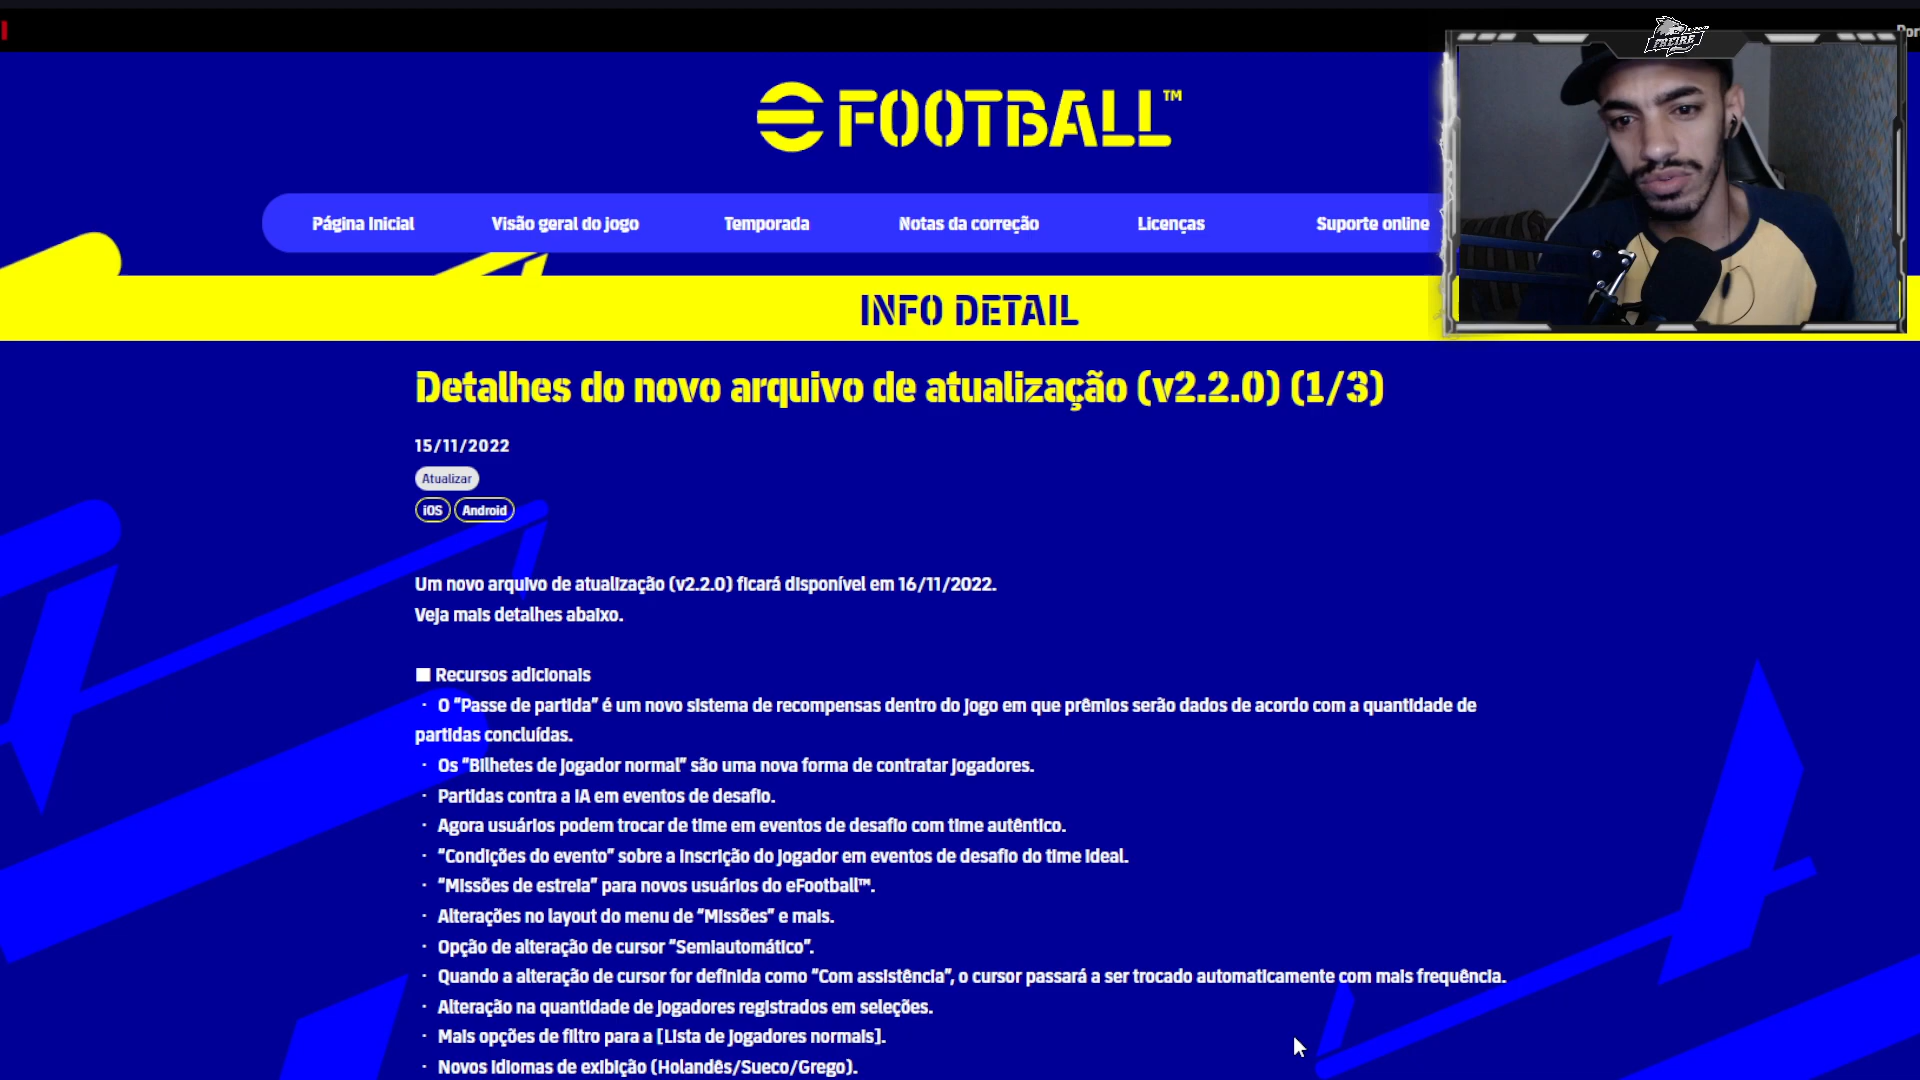 FREIRE
FOOTBALL™
Página Inicial Visão geral do jogo Temporada Notas da correção Licenças Suporte online
INFO DETAIL
Detalhes do novo arquivo de atualização (v2.2.0) (1/3)
15/11/2022
Atualizar
iOS Android
Um novo arquivo de atualização (v2.2.0) ficará disponível em 16/11/2022.
Veja mais detalhes abaixo.
■ Recursos adicionais
・ O “Passe de partida” é um novo sistema de recompensas dentro do jogo em que prêmios serão dados de acordo com a quantidade de
partidas concluídas.
・ Os “Bilhetes de jogador normal” são uma nova forma de contratar jogadores.
・ Partidas contra a IA em eventos de desafio.
・ Agora usuários podem trocar de time em eventos de desafio com time autêntico.
・ “Condições do evento” sobre a inscrição do jogador em eventos de desafio do time ideal.
・ “Missões de estreia” para novos usuários do eFootball™.
・ Alterações no layout do menu de “Missões” e mais.
・ Opção de alteração de cursor “Semiautomático”.
・ Quando a alteração de cursor for definida como “Com assistência”, o cursor passará a ser trocado automaticamente com mais frequência.
・ Alteração na quantidade de jogadores registrados em seleções.
・ Mais opções de filtro para a [Lista de jogadores normais].
・ Novos idiomas de exibição (Holandês/Sueco/Grego).